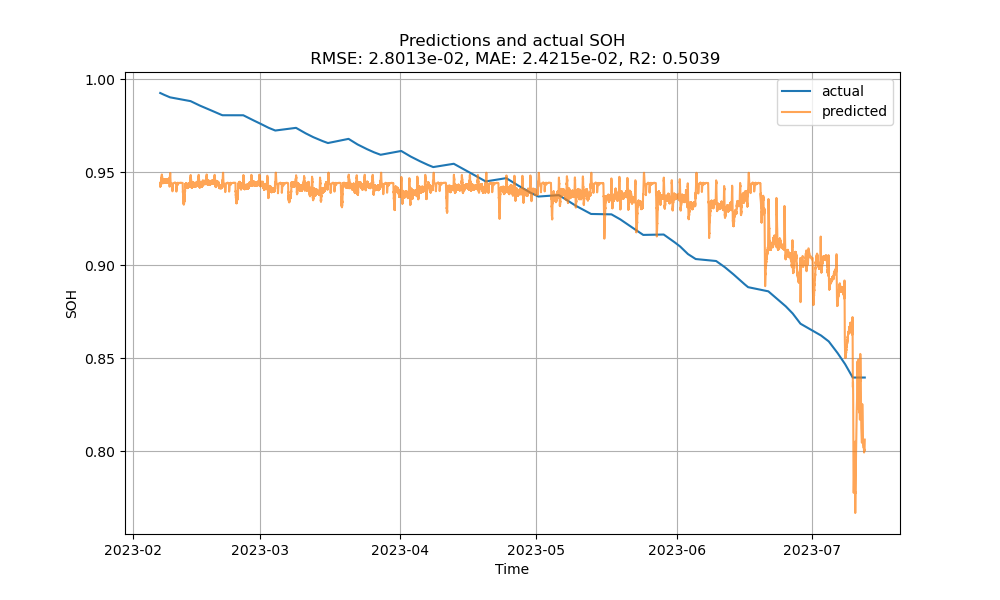 Predictions and actual SOH
RMSE: 2.8013e-02, MAE: 2.4215e-02, R2: 0.5039
actual
predicted
1.00
0.95
0.90
0.85
0.80
SOH
2023-02 2023-03 2023-04 2023-05 2023-06 2023-07
Time